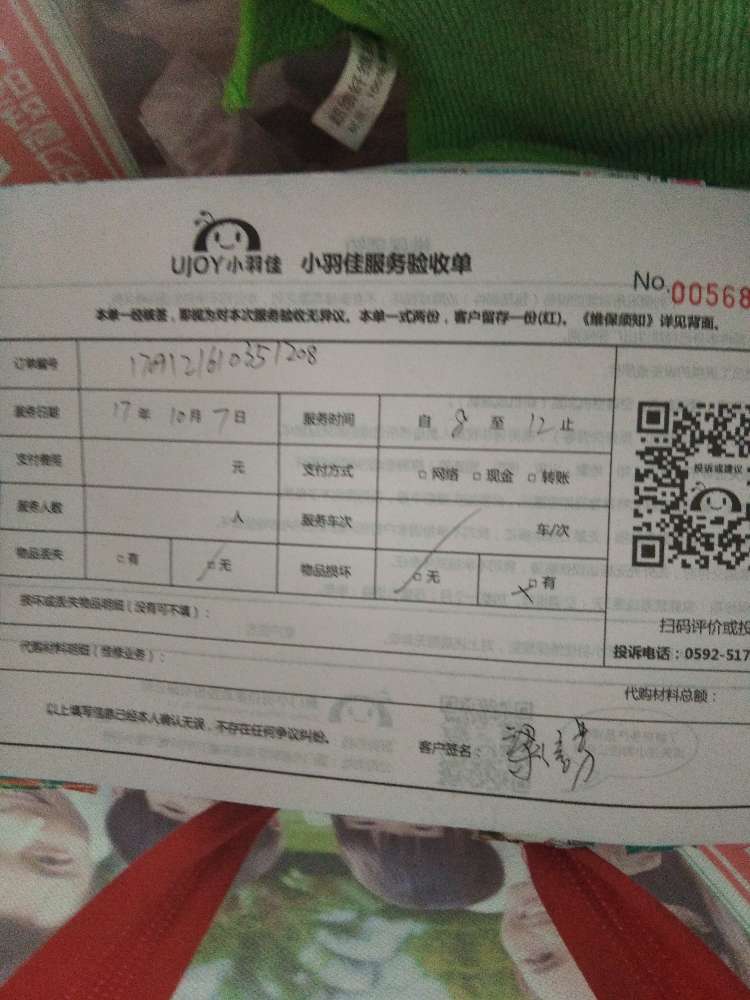 UJOY小羽佳 小羽佳服务验收单
No.00568
本单一经被签，即视为对本次服务验收无异议。本单一式两份，客户留存一份(红)。《维保须知》详见背面。
订单编号 1709121610351208
服务日期 17年 10月 7日 服务时间 自 8 至 12 止
支付费用 元 支付方式 □网络 □现金 □转账
服务人数 人 服务车次 车/次
物品丢失 □有 □无 物品损坏 □无 □有
投诉或建议
损坏或丢失物品明细（没有可不填）：
扫码评价或投
代购材料明细（维修业务）：
投诉电话：0592-517
代购材料总额：
以上填写信息已经本人确认无误，不存在任何争议纠纷。
客户签名：